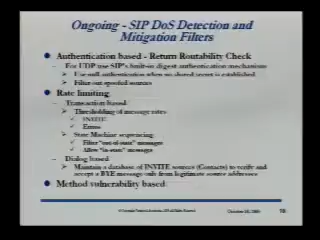 Ongoing - SIP DoS Detection and
Mitigation Filters
Authentication based - Return Routability Check
– For UDP use SIP's built-in digest authentication mechanisms
Use null-authentication when no shared secret is established
Filter out spoofed sources
Rate limiting
– Transaction based
Thresholding of message rates
INVITE
Errors
State Machine sequencing
Filter "out-of-state" messages
Allow "in-state" messages
– Dialog based
Maintain a database of INVITE sources (Contacts) to verify and
accept a BYE message only from legitimate source addresses
Method vulnerability based